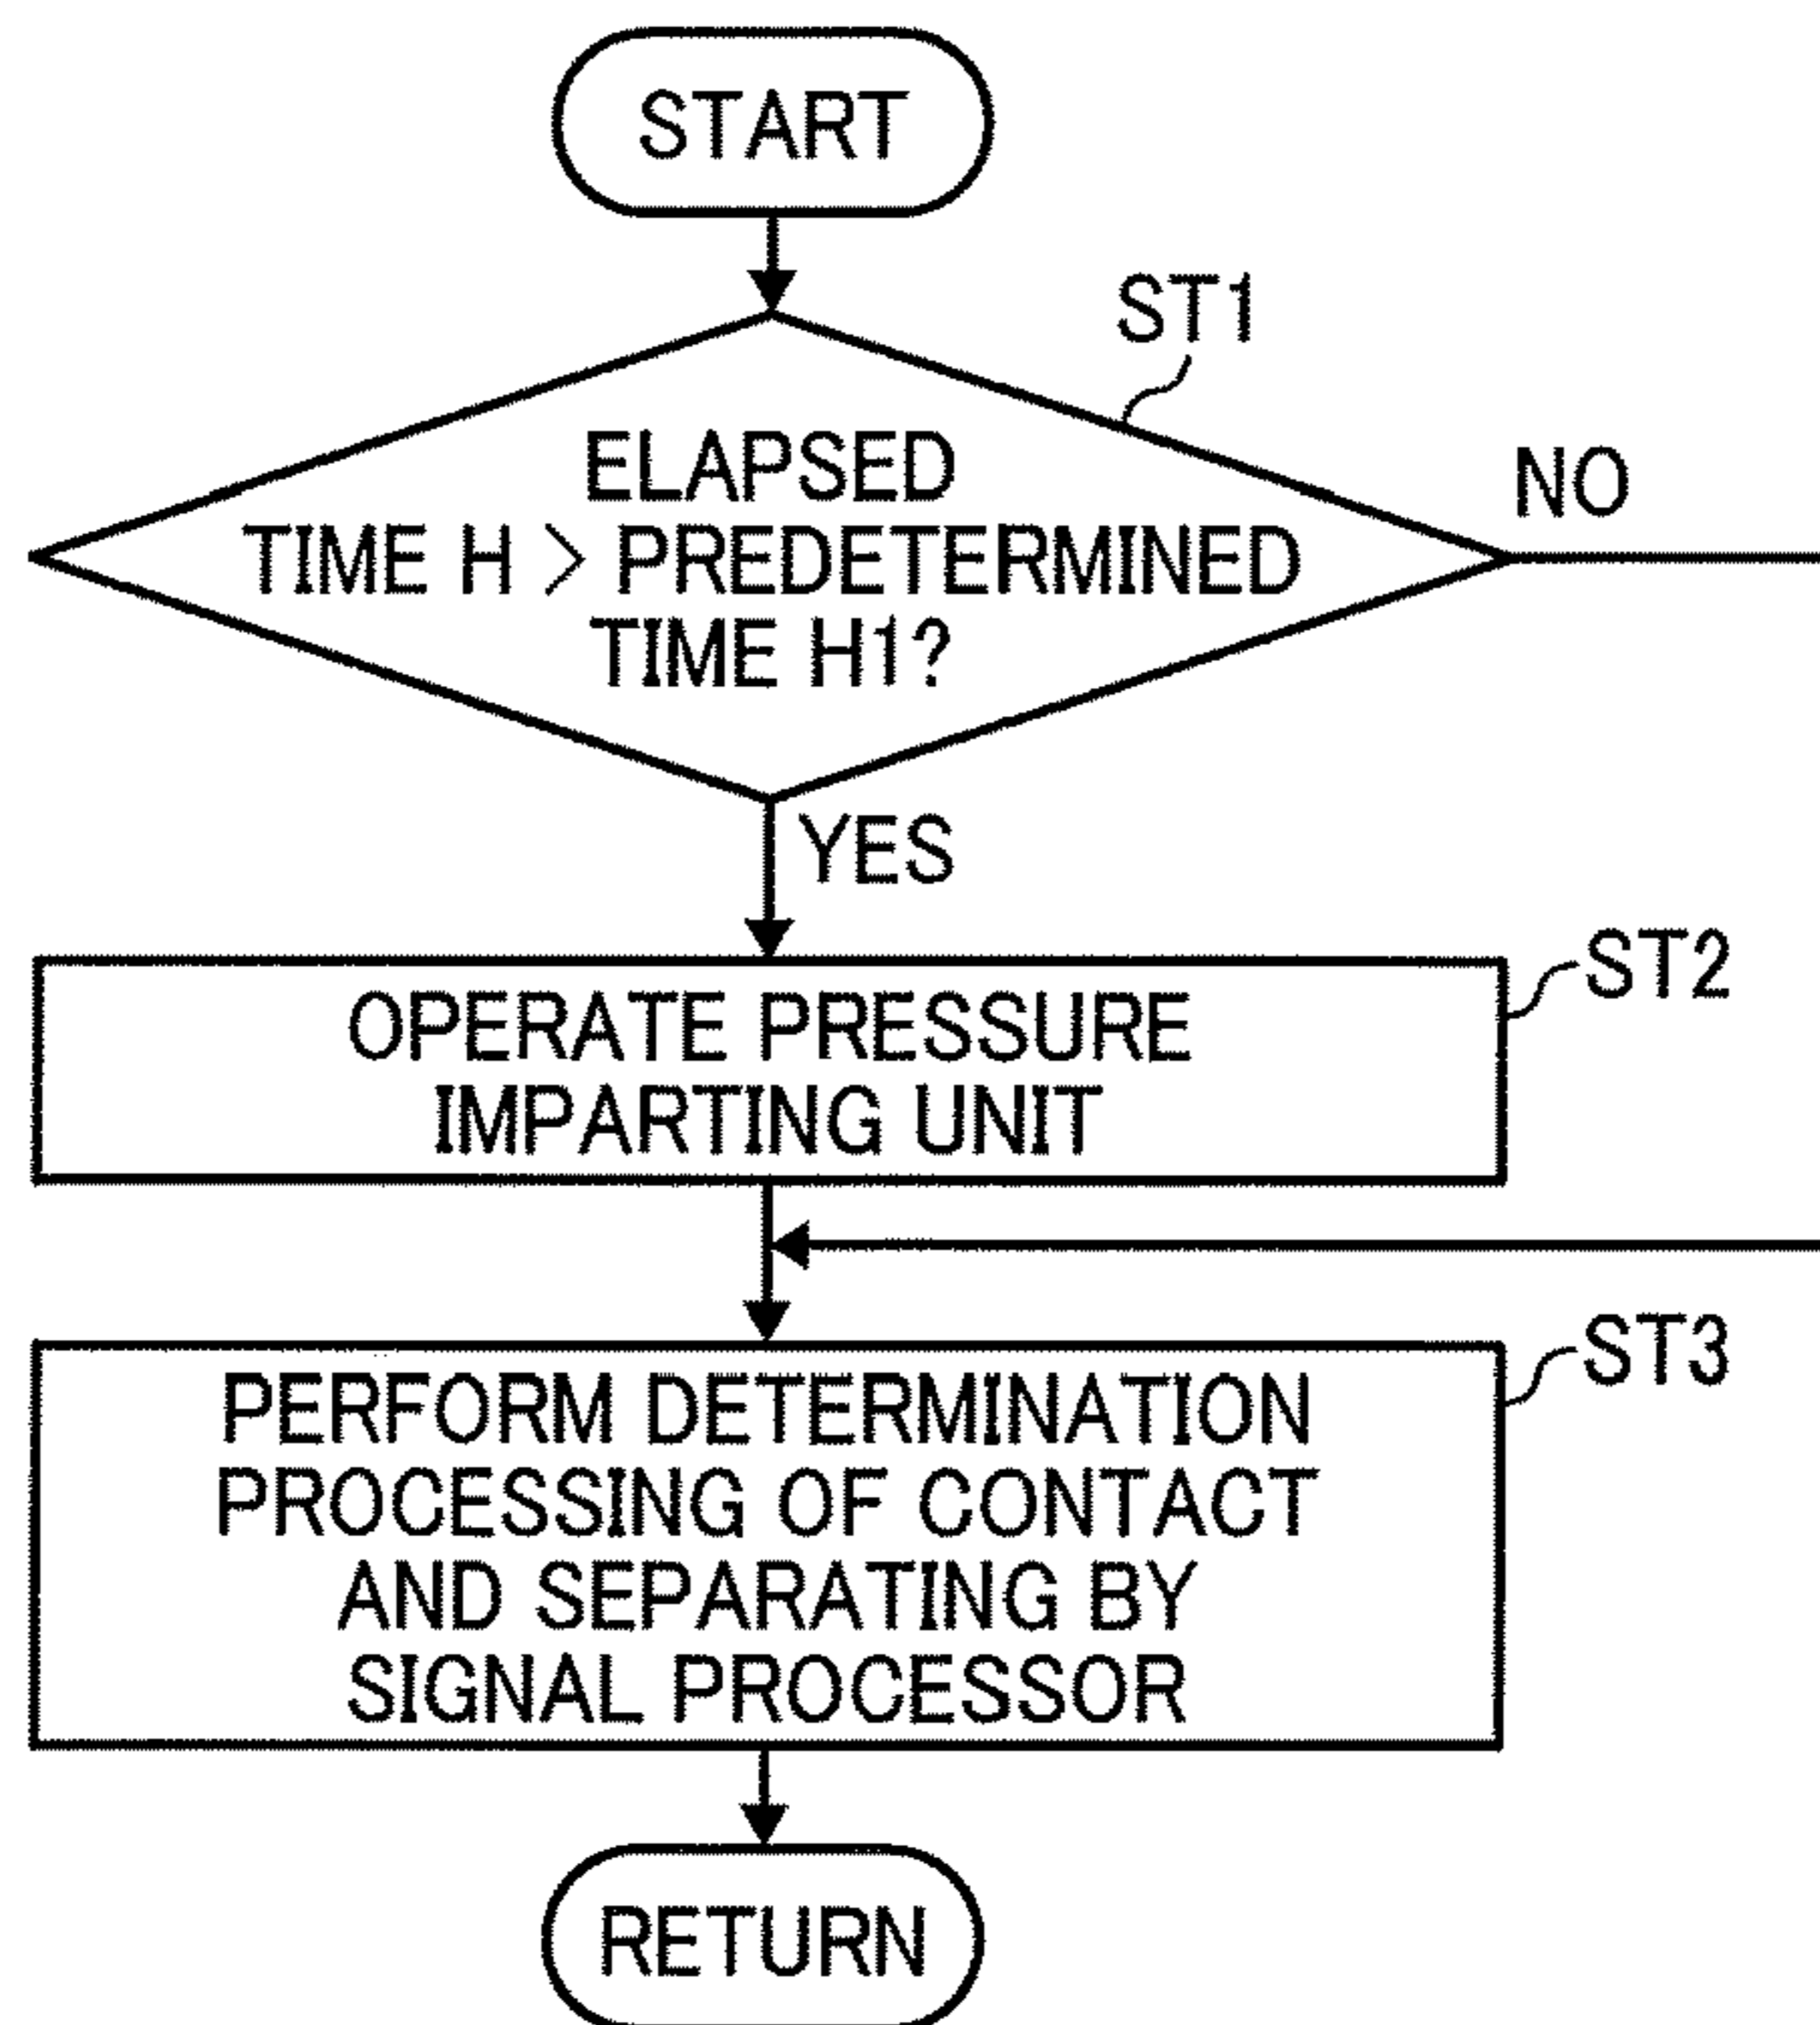 START
ST1
ELAPSED
TIME H > PREDETERMINED
TIME H1?
NO
YES
ST2
OPERATE PRESSURE
IMPARTING UNIT
ST3
PERFORM DETERMINATION
PROCESSING OF CONTACT
AND SEPARATING BY
SIGNAL PROCESSOR
RETURN